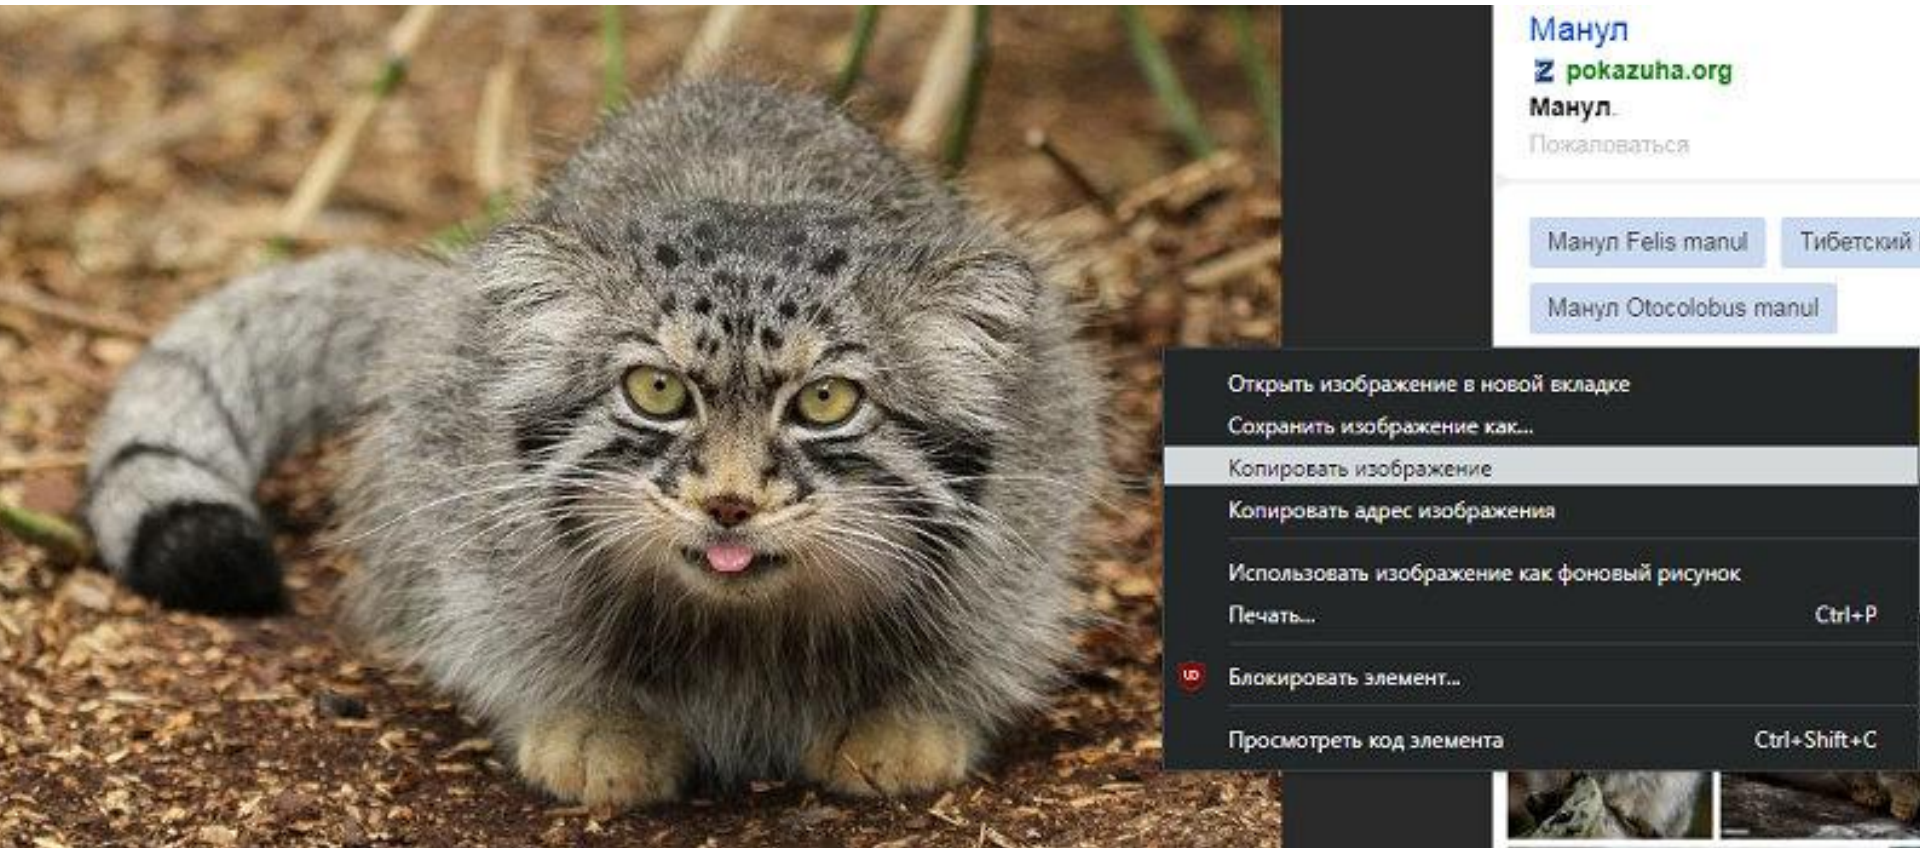 Манул
pokazuha.org
Манул.
Пожаловаться
Манул Felis manul
Тибетский
Манул Otocolobus manul
Открыть изображение в новой вкладке
Сохранить изображение как...
Копировать изображение
Копировать адрес изображения
Использовать изображение как фоновый рисунок
Печать... Ctrl+P
Блокировать элемент...
Просмотреть код элемента Ctrl+Shift+C